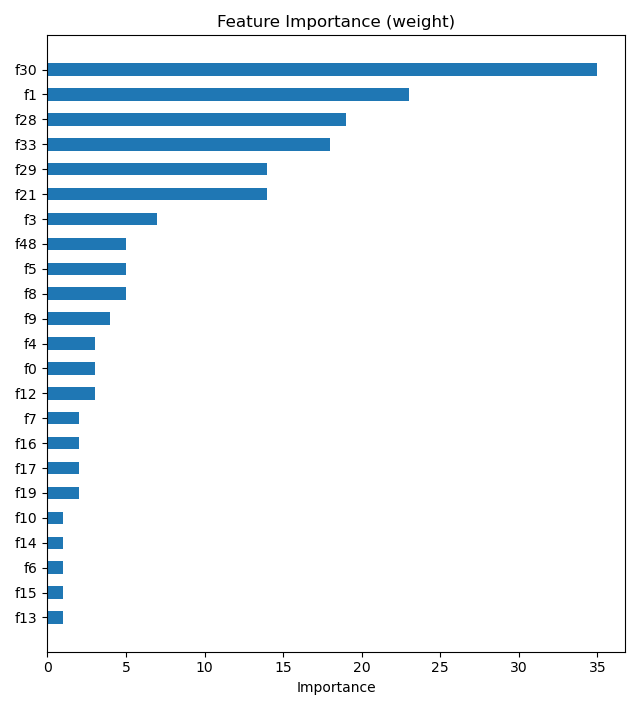 Feature Importance (weight)
f30
f1
f28
f33
f29
f21
f3
f48
f5
f8
f9
f4
f0
f12
f7
f16
f17
f19
f10
f14
f6
f15
f13
0 5 10 15 20 25 30 35
Importance